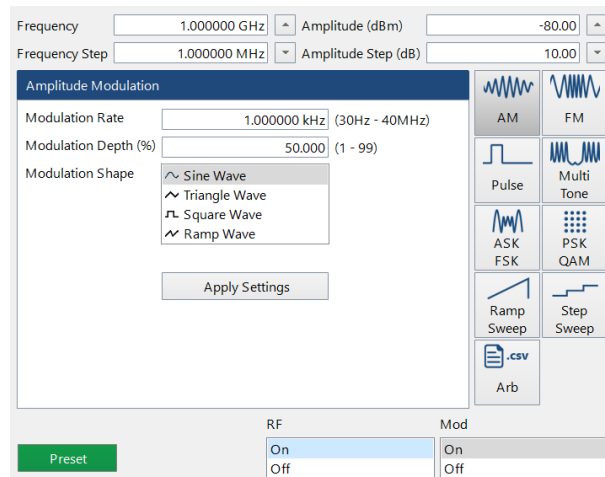 Frequency 1.000000 GHz Amplitude (dBm) -80.00
Frequency Step 1.000000 MHz Amplitude Step (dB) 10.00
Amplitude Modulation
Modulation Rate 1.000000 kHz (30Hz - 40MHz)
Modulation Depth (%) 50.000 (1 - 99)
Modulation Shape
Sine Wave
Triangle Wave
Square Wave
Ramp Wave
Apply Settings
AM
FM
Pulse
Multi
Tone
ASK
FSK
PSK
QAM
Ramp
Sweep
Step
Sweep
.csv
Arb
RF
On
Off
Mod
On
Off
Preset